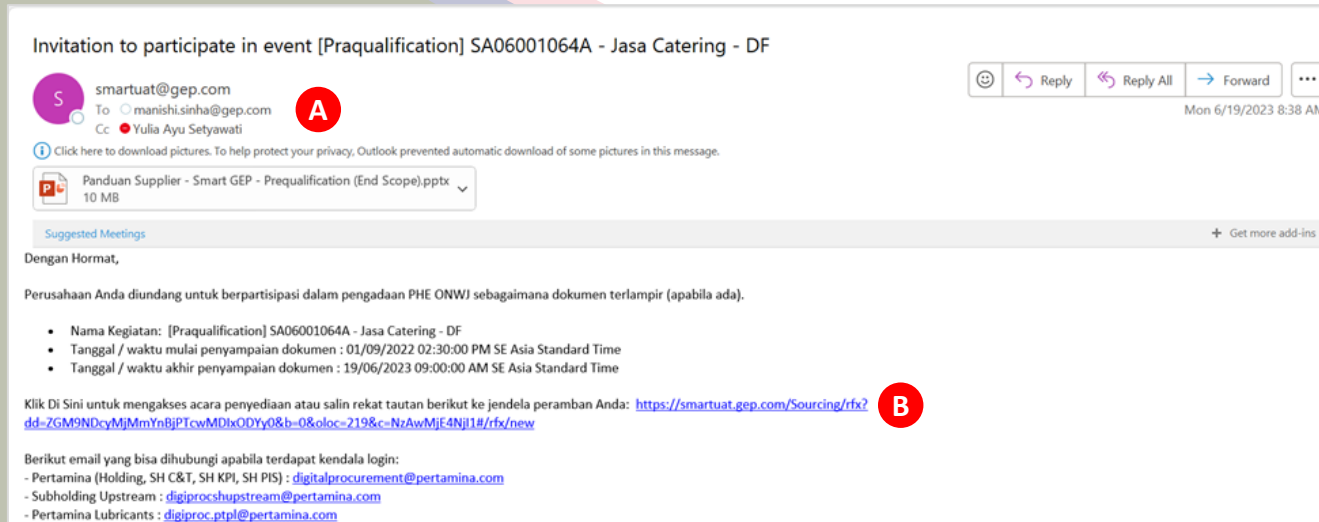 Invitation to participate in event [Praqualification] SA06001064A - Jasa Catering - DF
S
smartuat@gep.com
To manishi.sinha@gep.com
Cc Yulia Ayu Setyawati
A
Reply
Reply All
Forward
Mon 6/19/2023 8:38 AM
Click here to download pictures. To help protect your privacy, Outlook prevented automatic download of some pictures in this message.
Panduan Supplier - Smart GEP - Prequalification (End Scope).pptx
10 MB
Suggested Meetings
+ Get more add-ins
Dengan Hormat,
Perusahaan Anda diundang untuk berpartisipasi dalam pengadaan PHE ONWJ sebagaimana dokumen terlampir (apabila ada).
• Nama Kegiatan: [Praqualification] SA06001064A - Jasa Catering - DF
• Tanggal / waktu mulai penyampaian dokumen : 01/09/2022 02:30:00 PM SE Asia Standard Time
• Tanggal / waktu akhir penyampaian dokumen : 19/06/2023 09:00:00 AM SE Asia Standard Time
Klik Di Sini untuk mengakses acara penyediaan atau salin rekat tautan berikut ke jendela peramban Anda: https://smartuat.gep.com/Sourcing/rfx?
dd=ZGM9NDcyMjMmYnBjPTcwMDIxODYy0&b=0&oloc=219&c=NzAwMjE4NjI1#/rfx/new
B
Berikut email yang bisa dihubungi apabila terdapat kendala login:
- Pertamina (Holding, SH C&T, SH KPI, SH PIS) : digitalprocurement@pertamina.com
- Subholding Upstream : digiprocshupstream@pertamina.com
- Pertamina Lubricants : digiproc.ptpl@pertamina.com